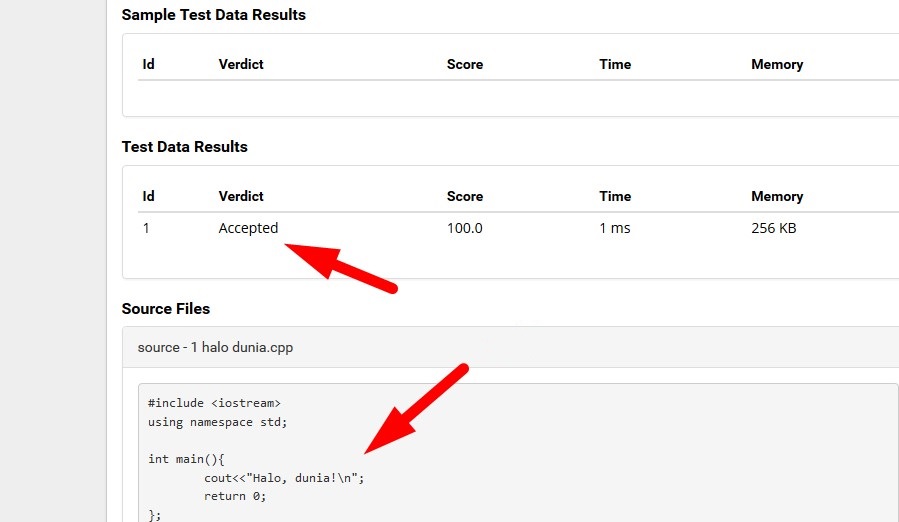 Sample Test Data Results
Id Verdict Score Time Memory
Test Data Results
Id Verdict Score Time Memory
1 Accepted 100.0 1 ms 256 KB
Source Files
source - 1 halo dunia.cpp
#include <iostream>
using namespace std;
int main(){
cout<<"Halo, dunia!\n";
return 0;
};